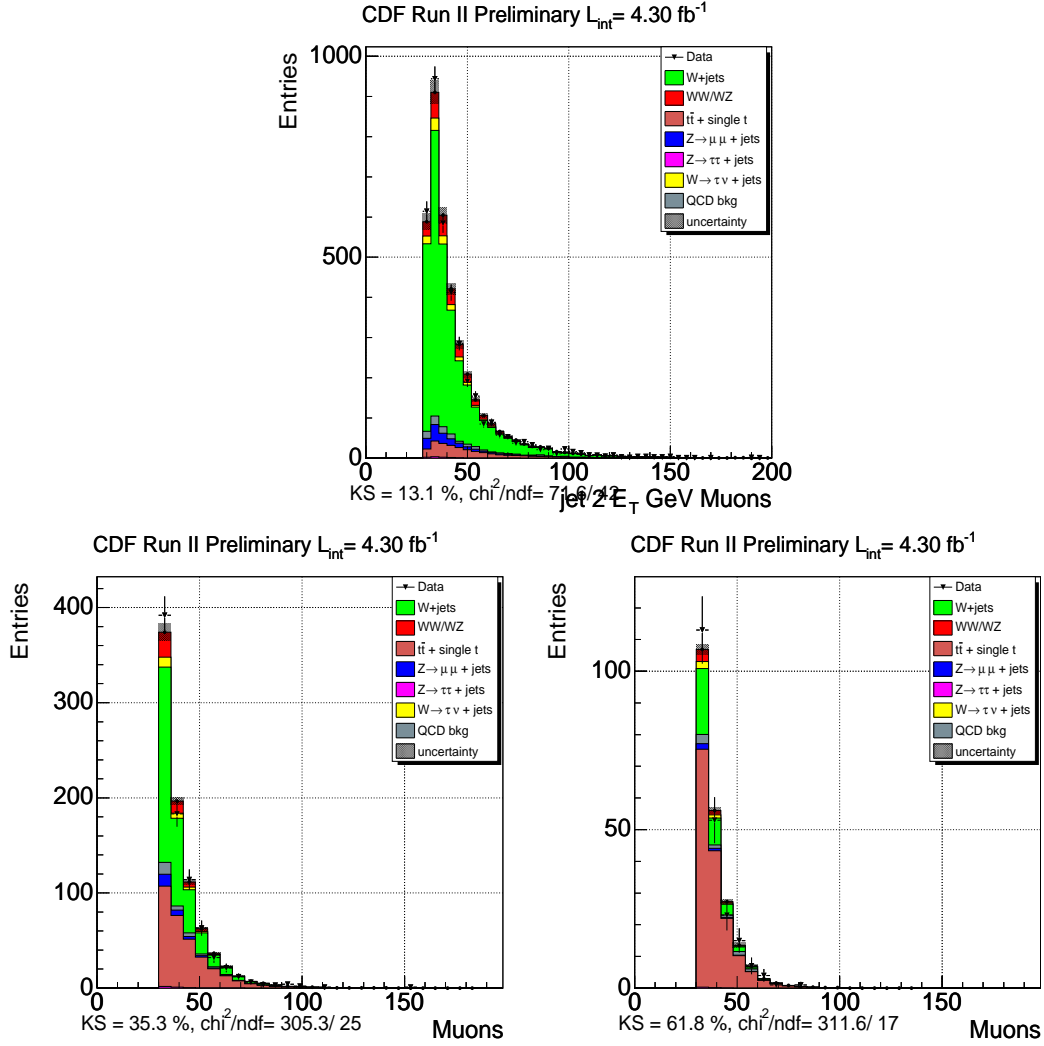 CDF Run II Preliminary L_int= 4.30 fb⁻¹
Entries
1000
500
0
0 50 100 150 200
Data
W+jets
WW/WZ
tt̄ + single t
Z→μ μ + jets
Z→ττ + jets
W→τ ν + jets
QCD bkg
uncertainty
KS = 13.1 %, chi²/ndf= 71.6/ 42
jet 2 E_T GeV Muons
CDF Run II Preliminary L_int= 4.30 fb⁻¹
Entries
400
300
200
100
0
0 50 100 150
Data
W+jets
WW/WZ
tt̄ + single t
Z→μ μ + jets
Z→ττ + jets
W→τ ν + jets
QCD bkg
uncertainty
KS = 35.3 %, chi²/ndf= 305.3/ 25
Muons
CDF Run II Preliminary L_int= 4.30 fb⁻¹
Entries
100
50
0
0 50 100 150
Data
W+jets
WW/WZ
tt̄ + single t
Z→μ μ + jets
Z→ττ + jets
W→τ ν + jets
QCD bkg
uncertainty
KS = 61.8 %, chi²/ndf= 311.6/ 17
Muons